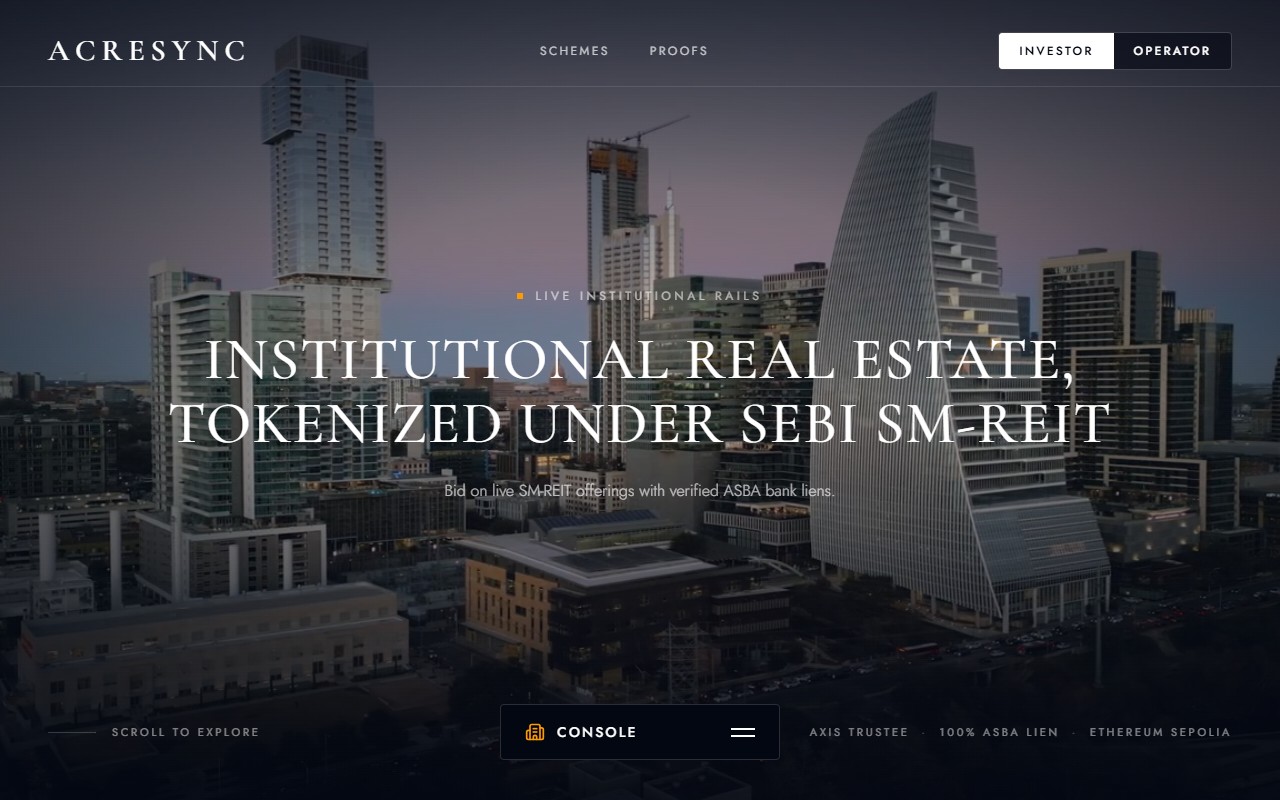 ACRESYNC
SCHEMES
PROOFS
INVESTOR
OPERATOR
LIVE INSTITUTIONAL RAILS
INSTITUTIONAL REAL ESTATE,
TOKENIZED UNDER SEBI SM-REIT
Bid on live SM-REIT offerings with verified ASBA bank liens.
SCROLL TO EXPLORE
CONSOLE
AXIS TRUSTEE · 100% ASBA LIEN · ETHEREUM SEPOLIA